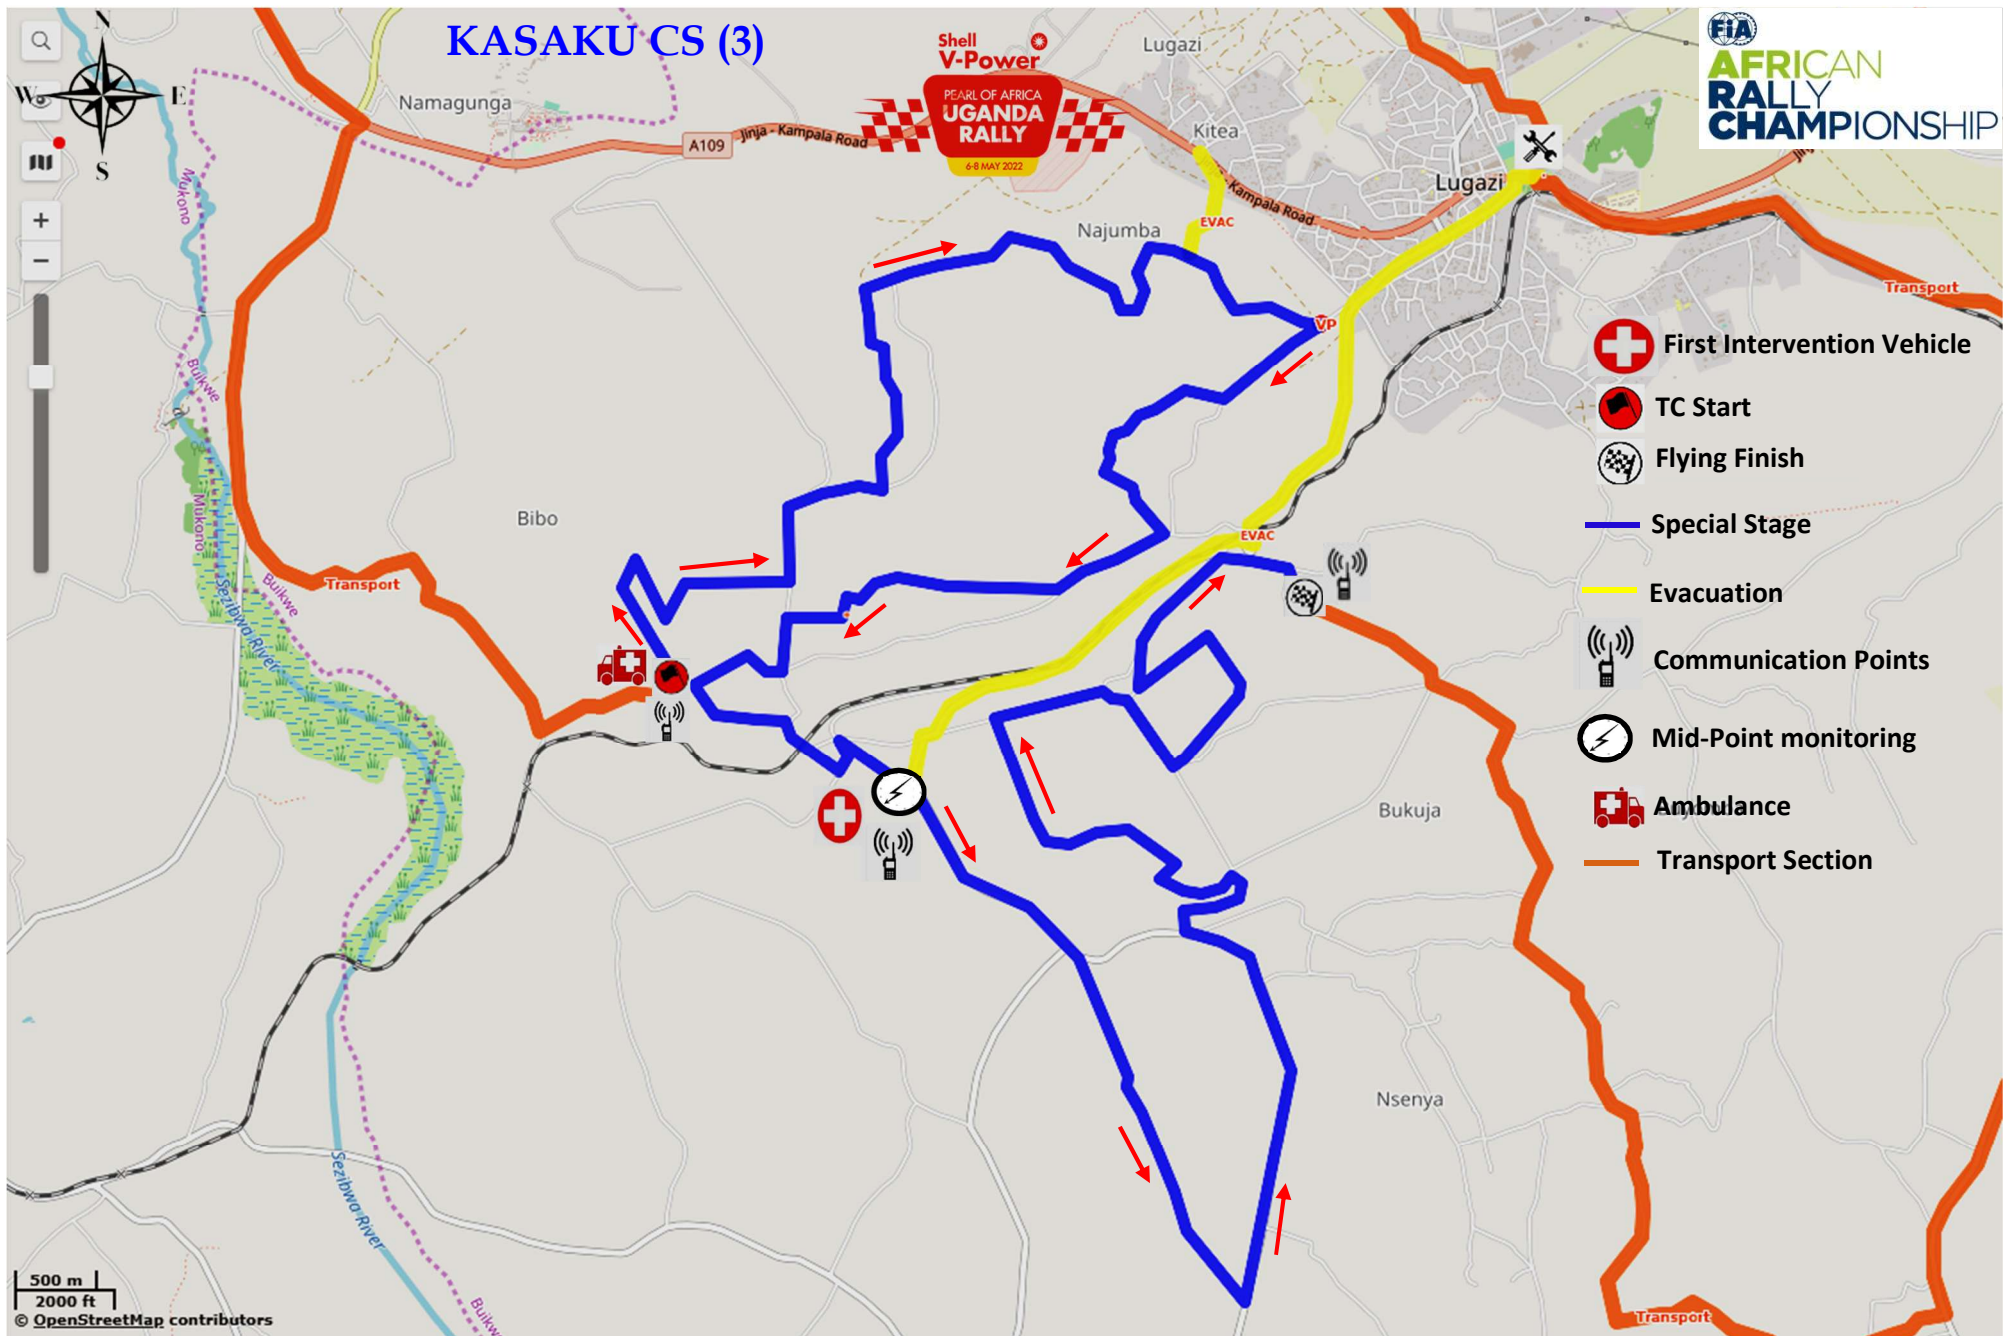 KASAKU CS (3)
N
W
E
S
Shell
V-Power
PEARL OF AFRICA
UGANDA
RALLY
6-8 MAY 2022
FiA
AFRICAN
RALLY
CHAMPIONSHIP
Lugazi
Namagunga
Kitea
A109
Jinja - Kampala Road
Kampala Road
Lugazi
EVAC
Najumba
Mukono
Buikwe
Transport
VP
First Intervention Vehicle
TC Start
Flying Finish
Special Stage
Evacuation
Communication Points
Mid-Point monitoring
Ambulance
Transport Section
Bibo
Mukono
EVAC
Transport
Buikwe
Sezibwa River
Bukuja
Nsenya
Sezibwa River
Buikwe
Transport
+
−
500 m
2000 ft
© OpenStreetMap contributors